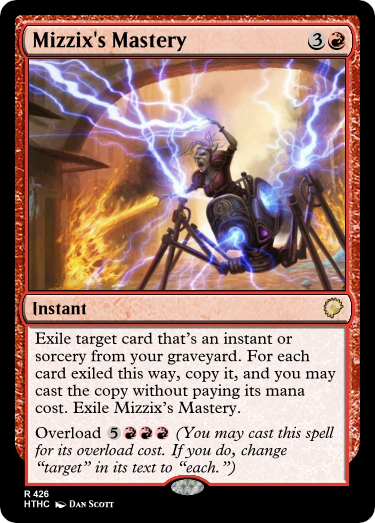 Mizzix's Mastery 3
Instant
Exile target card that's an instant or
sorcery from your graveyard. For each
card exiled this way, copy it, and you may
cast the copy without paying its mana
cost. Exile Mizzix's Mastery.
Overload 5 (You may cast this spell
for its overload cost. If you do, change
“target” in its text to “each.”)
R 426
HTHC DAN SCOTT